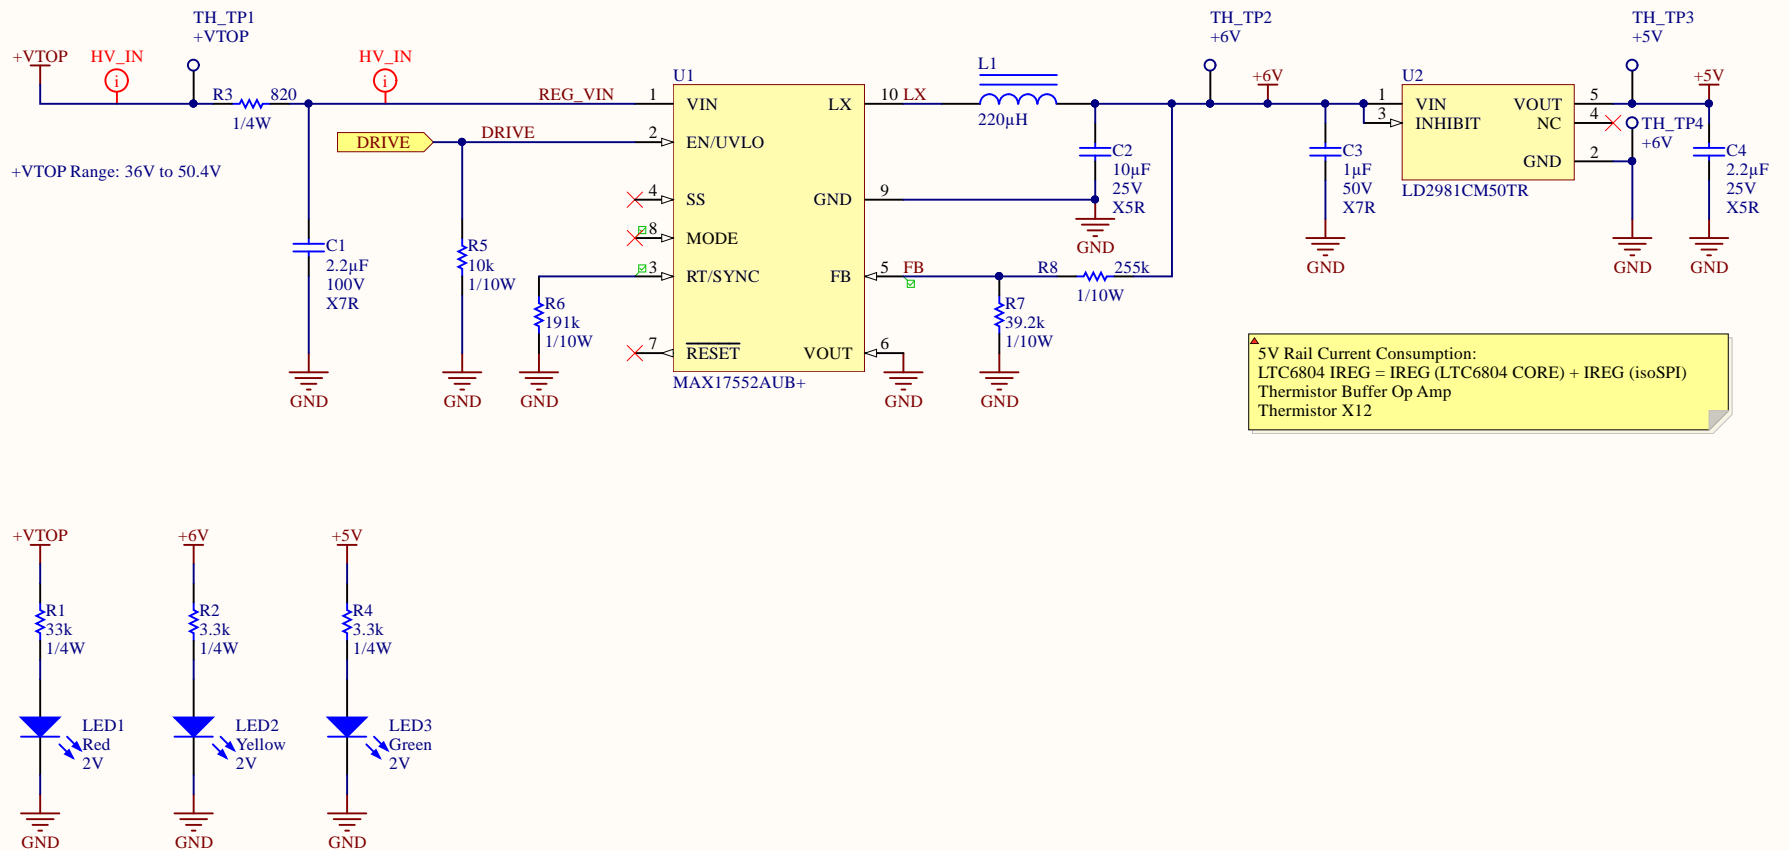 TH_TP1
+VTOP
+VTOP
HV_IN
i
R3
820
1/4W
HV_IN
i
REG_VIN
DRIVE
DRIVE
+VTOP Range: 36V to 50.4V
C1
2.2µF
100V
X7R
GND
R5
10k
1/10W
GND
R6
191k
1/10W
GND
U1
1
VIN
2
EN/UVLO
4
SS
8
MODE
3
RT/SYNC
7
RESET
10
LX
LX
9
GND
5
FB
FB
6
VOUT
MAX17552AUB+
GND
L1
220µH
C2
10µF
25V
X5R
GND
R8
255k
1/10W
R7
39.2k
1/10W
GND
TH_TP2
+6V
+6V
C3
1µF
50V
X7R
GND
U2
1
VIN
3
INHIBIT
VOUT
5
NC
4
GND
2
LD2981CM50TR
TH_TP3
+5V
+5V
TH_TP4
+6V
GND
C4
2.2µF
25V
X5R
GND
5V Rail Current Consumption:
LTC6804 IREG = IREG (LTC6804 CORE) + IREG (isoSPI)
Thermistor Buffer Op Amp
Thermistor X12
+VTOP
R1
33k
1/4W
LED1
Red
2V
GND
+6V
R2
3.3k
1/4W
LED2
Yellow
2V
GND
+5V
R4
3.3k
1/4W
LED3
Green
2V
GND